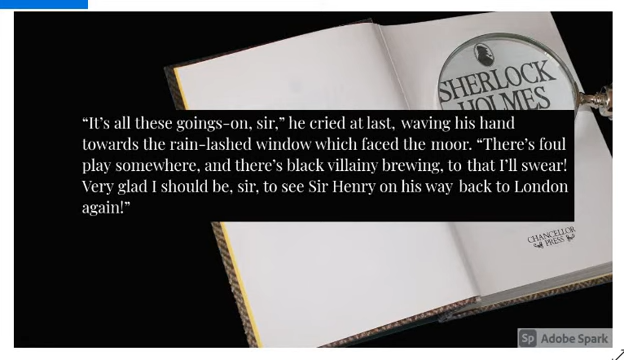 SHERLOCK
HOLMES
“It’s all these goings-on, sir,” he cried at last, waving his hand
towards the rain-lashed window which faced the moor. “There’s foul
play somewhere, and there’s black villainy brewing, to that I’ll swear!
Very glad I should be, sir, to see Sir Henry on his way back to London
again!”
CHANCELLOR
PRESS
Sp Adobe Spark